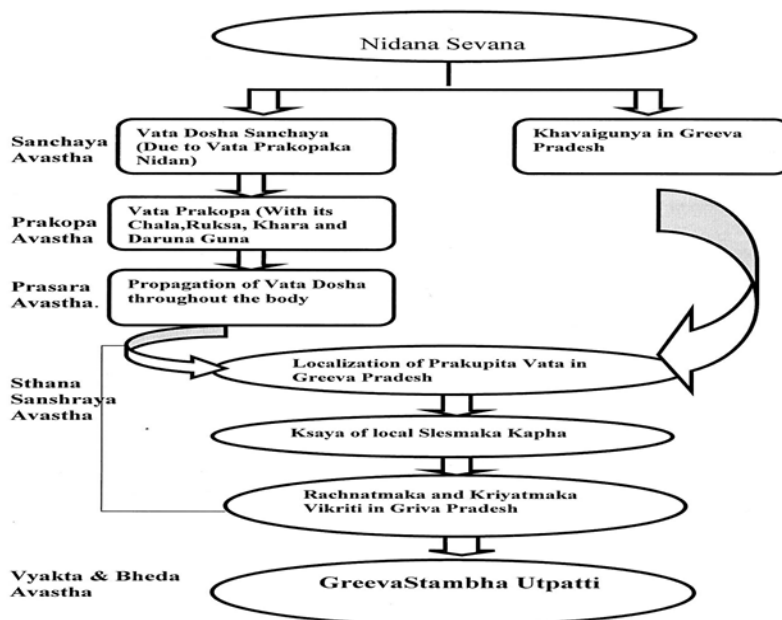 Nidana Sevana
Sanchaya
Avastha
Vata Dosha Sanchaya
(Due to Vata Prakopaka
Nidan)
Khavaigunya in Greeva
Pradesh
Prakopa
Avastha
Vata Prakopa (With its
Chala,Ruksa, Khara and
Daruna Guna
Prasara
Avastha.
Propagation of Vata Dosha
throughout the body
Localization of Prakupita Vata in
Greeva Pradesh
Sthana
Sanshraya
Avastha
Ksaya of local Slesmaka Kapha
Rachnatmaka and Kriyatmaka
Vikriti in Griva Pradesh
Vyakta & Bheda
Avastha
GreevaStambha Utpatti